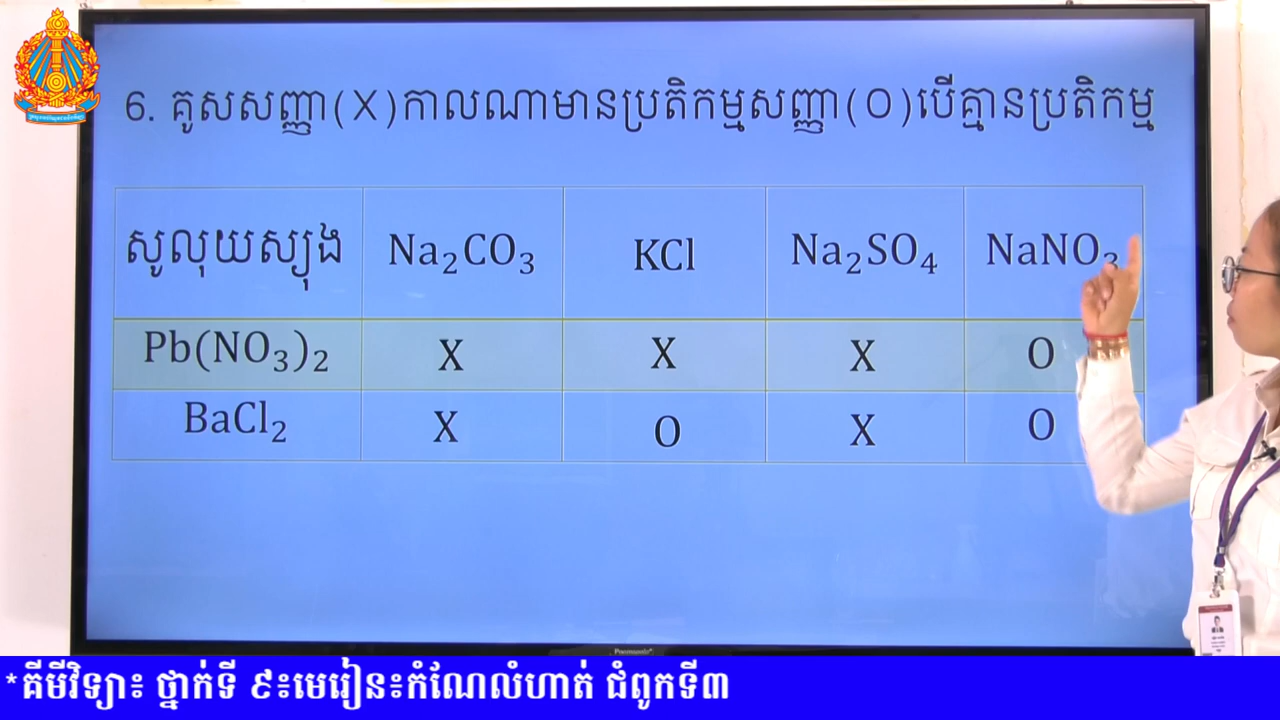 6. គូសសញ្ញា(X)កាលណាមានប្រតិកម្មសញ្ញា(O)បើគ្មានប្រតិកម្ម
សូលុយស្យុង Na₂CO₃ KCl Na₂SO₄ NaNO₃
Pb(NO₃)₂ X X X O
BaCl₂ X O X O
*គីមីវិទ្យា៖ ថ្នាក់ទី ៩៖មេរៀន៖កំណែលំហាត់ ជំពូកទី៣